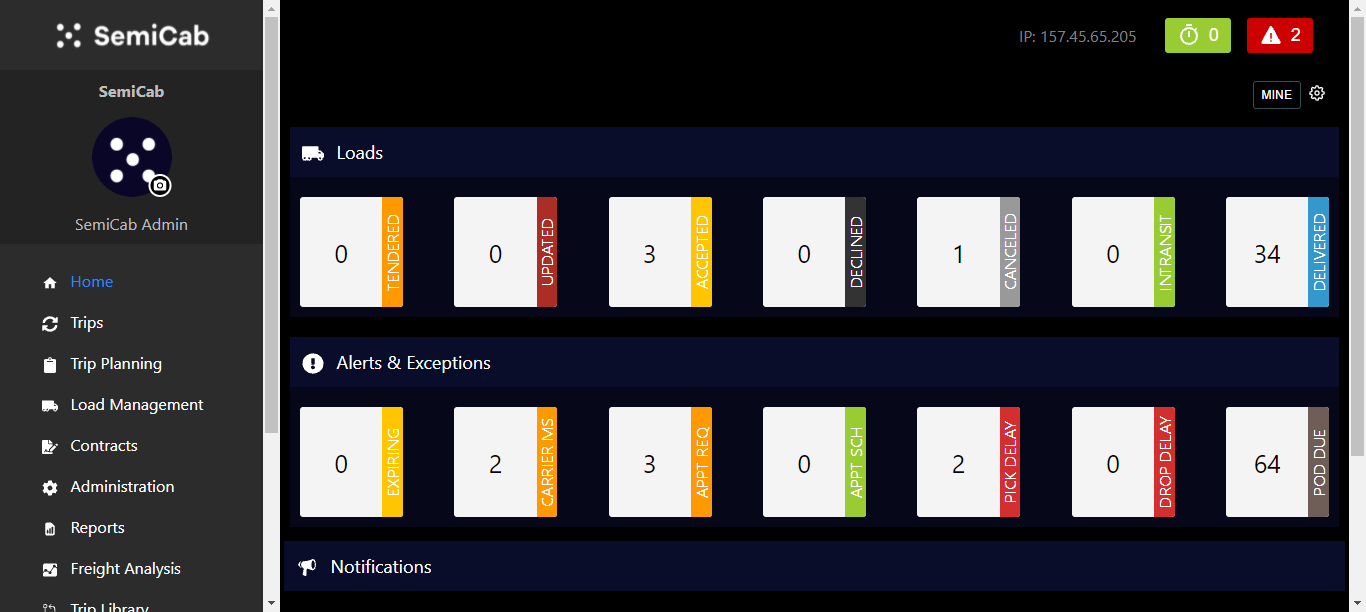 SemiCab
SemiCab
SemiCab Admin
Home
Trips
Trip Planning
Load Management
Contracts
Administration
Reports
Freight Analysis
Trip Library
IP: 157.45.65.205
0
2
MINE
Loads
0 TENDERED
0 UPDATED
3 ACCEPTED
0 DECLINED
1 CANCELED
0 INTRANSIT
34 DELIVERED
Alerts & Exceptions
0 EXPIRING
2 CARRIER MS
3 APPT REQ
0 APPT SCH
2 PICK DELAY
0 DROP DELAY
64 POD DUE
Notifications